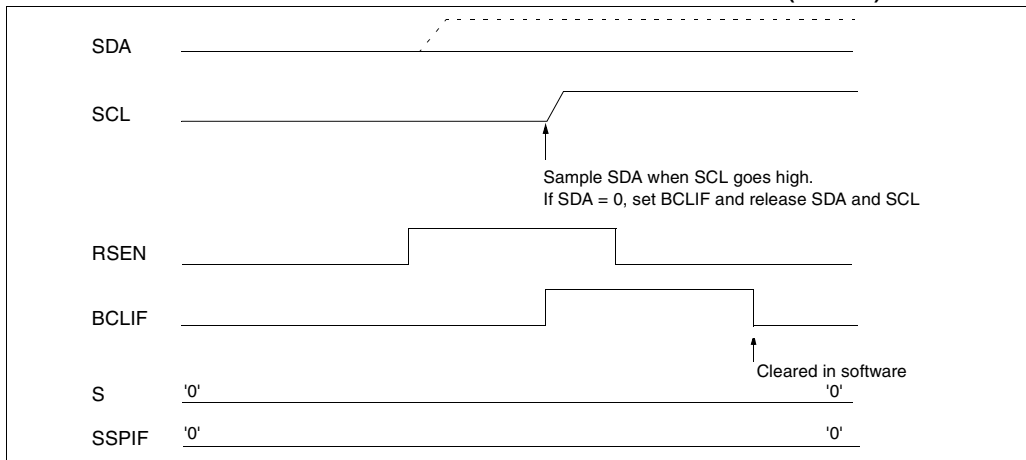 SDA
SCL
Sample SDA when SCL goes high.
If SDA = 0, set BCLIF and release SDA and SCL
RSEN
BCLIF
Cleared in software
S '0' '0'
SSPIF '0' '0'